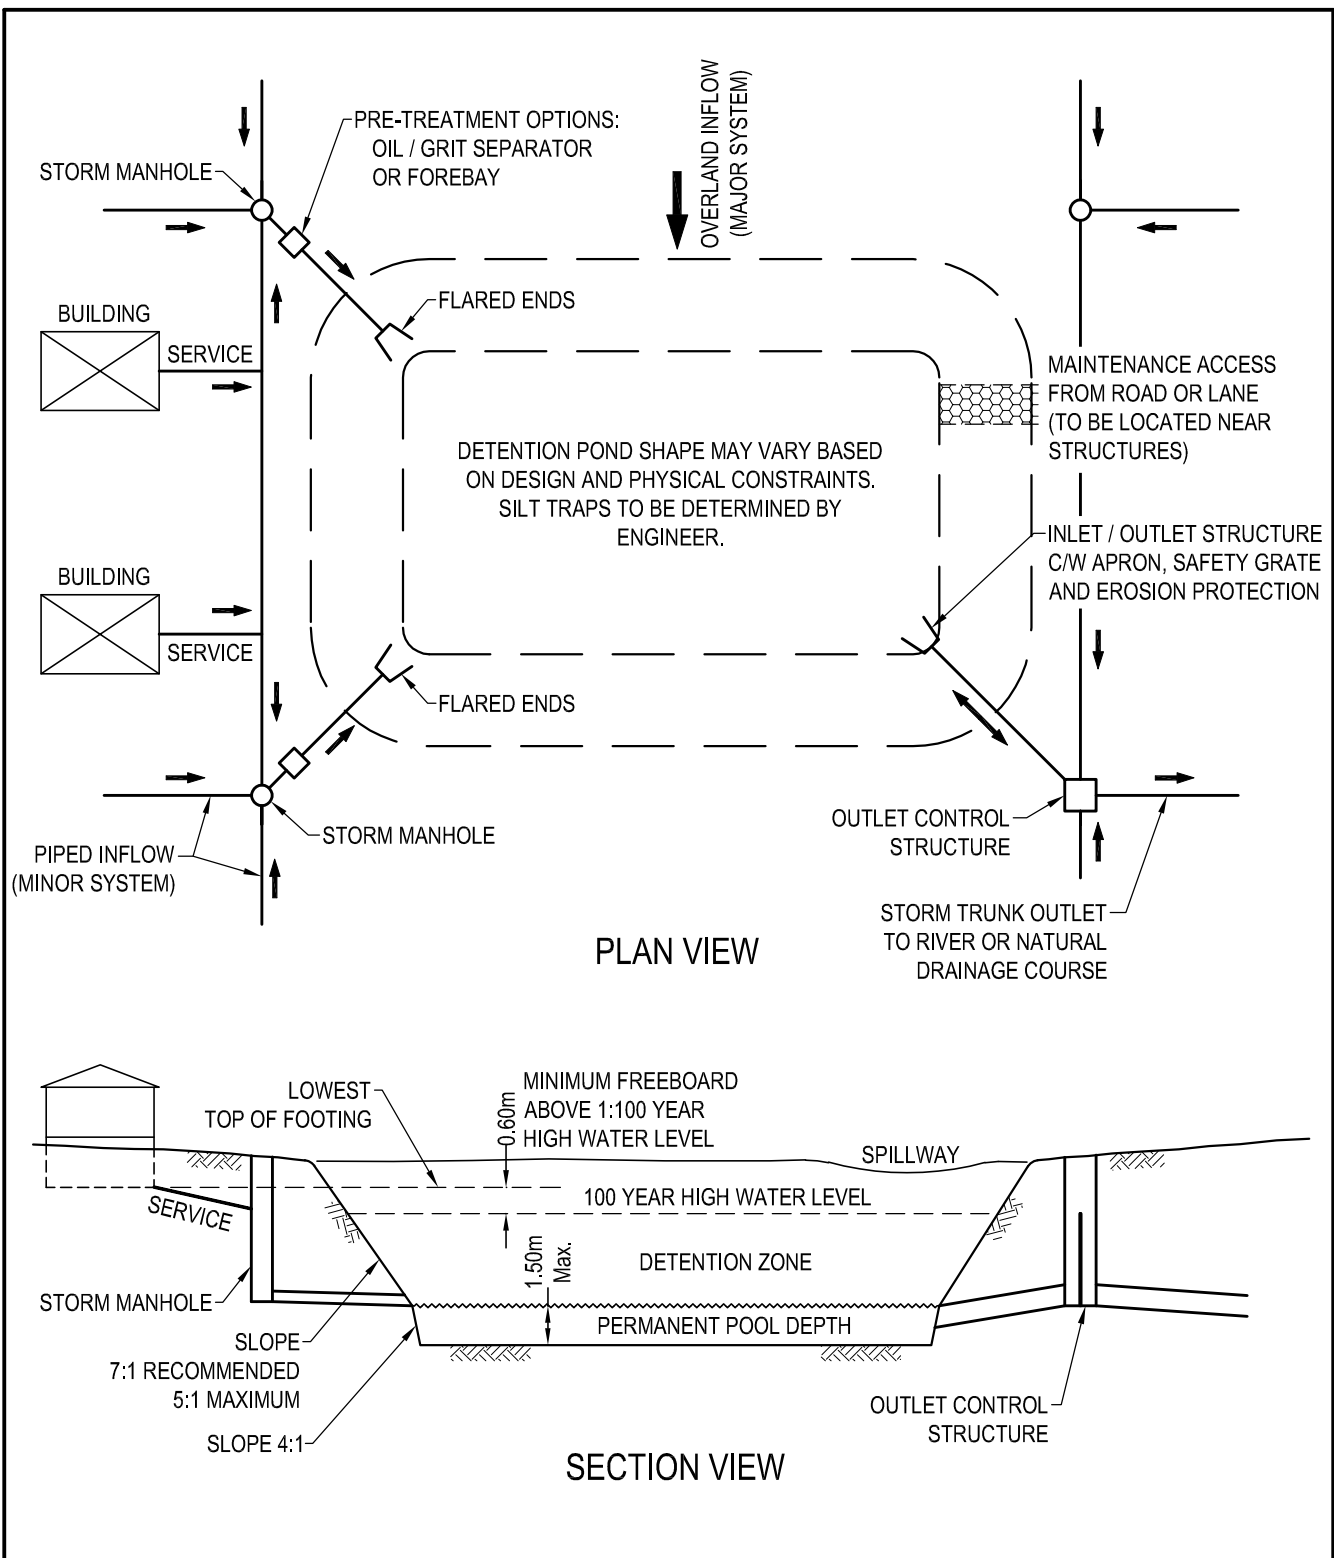 OVERLAND INFLOW
(MAJOR SYSTEM)
PRE-TREATMENT OPTIONS:
OIL / GRIT SEPARATOR
OR FOREBAY
STORM MANHOLE
FLARED ENDS
BUILDING
SERVICE
MAINTENANCE ACCESS
FROM ROAD OR LANE
(TO BE LOCATED NEAR
STRUCTURES)
DETENTION POND SHAPE MAY VARY BASED
ON DESIGN AND PHYSICAL CONSTRAINTS.
SILT TRAPS TO BE DETERMINED BY
ENGINEER.
INLET / OUTLET STRUCTURE
C/W APRON, SAFETY GRATE
AND EROSION PROTECTION
BUILDING
SERVICE
FLARED ENDS
STORM MANHOLE
OUTLET CONTROL
STRUCTURE
PIPED INFLOW
(MINOR SYSTEM)
STORM TRUNK OUTLET
TO RIVER OR NATURAL
DRAINAGE COURSE
PLAN VIEW
LOWEST
TOP OF FOOTING
0.60m
MINIMUM FREEBOARD
ABOVE 1:100 YEAR
HIGH WATER LEVEL
SPILLWAY
100 YEAR HIGH WATER LEVEL
SERVICE
1.50m
Max.
DETENTION ZONE
STORM MANHOLE
PERMANENT POOL DEPTH
SLOPE
7:1 RECOMMENDED
5:1 MAXIMUM
SLOPE 4:1
OUTLET CONTROL
STRUCTURE
SECTION VIEW